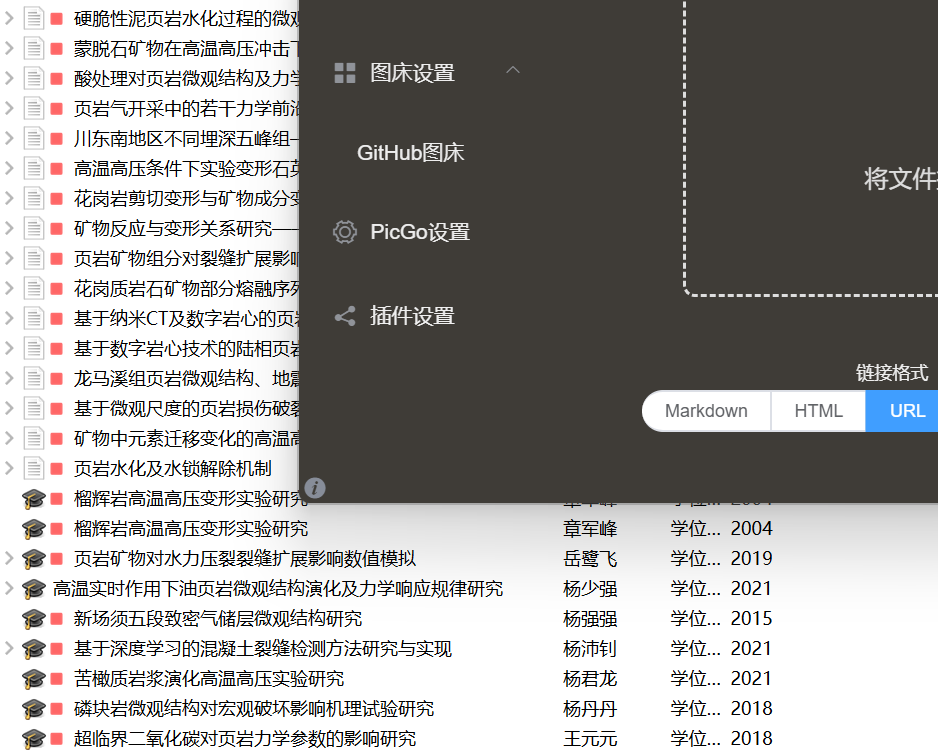 硬脆性泥页岩水化过程的微观
蒙脱石矿物在高温高压冲击下
酸处理对页岩微观结构及力学
页岩气开采中的若干力学前沿
川东南地区不同埋深五峰组-
高温高压条件下实验变形石英
花岗岩剪切变形与矿物成分变
矿物反应与变形关系研究——
页岩矿物组分对裂缝扩展影响
花岗质岩石矿物部分熔融序列
基于纳米CT及数字岩心的页岩
基于数字岩心技术的陆相页岩
龙马溪组页岩微观结构、地震
基于微观尺度的页岩损伤破裂
矿物中元素迁移变化的高温高
页岩水化及水锁解除机制
图床设置
GitHub图床
PicGo设置
插件设置
将文件
链接格式
Markdown HTML URL
榴辉岩高温高压变形实验研究 章军峰 学位... 2004
榴辉岩高温高压变形实验研究 章军峰 学位... 2004
页岩矿物对水力压裂裂缝扩展影响数值模拟 岳鹭飞 学位... 2019
高温实时作用下油页岩微观结构演化及力学响应规律研究 杨少强 学位... 2021
新场须五段致密气储层微观结构研究 杨强强 学位... 2015
基于深度学习的混凝土裂缝检测方法研究与实现 杨沛钊 学位... 2021
苦橄质岩浆演化高温高压实验研究 杨君龙 学位... 2021
磷块岩微观结构对宏观破坏影响机理试验研究 杨丹丹 学位... 2018
超临界二氧化碳对页岩力学参数的影响研究 王元元 学位... 2018